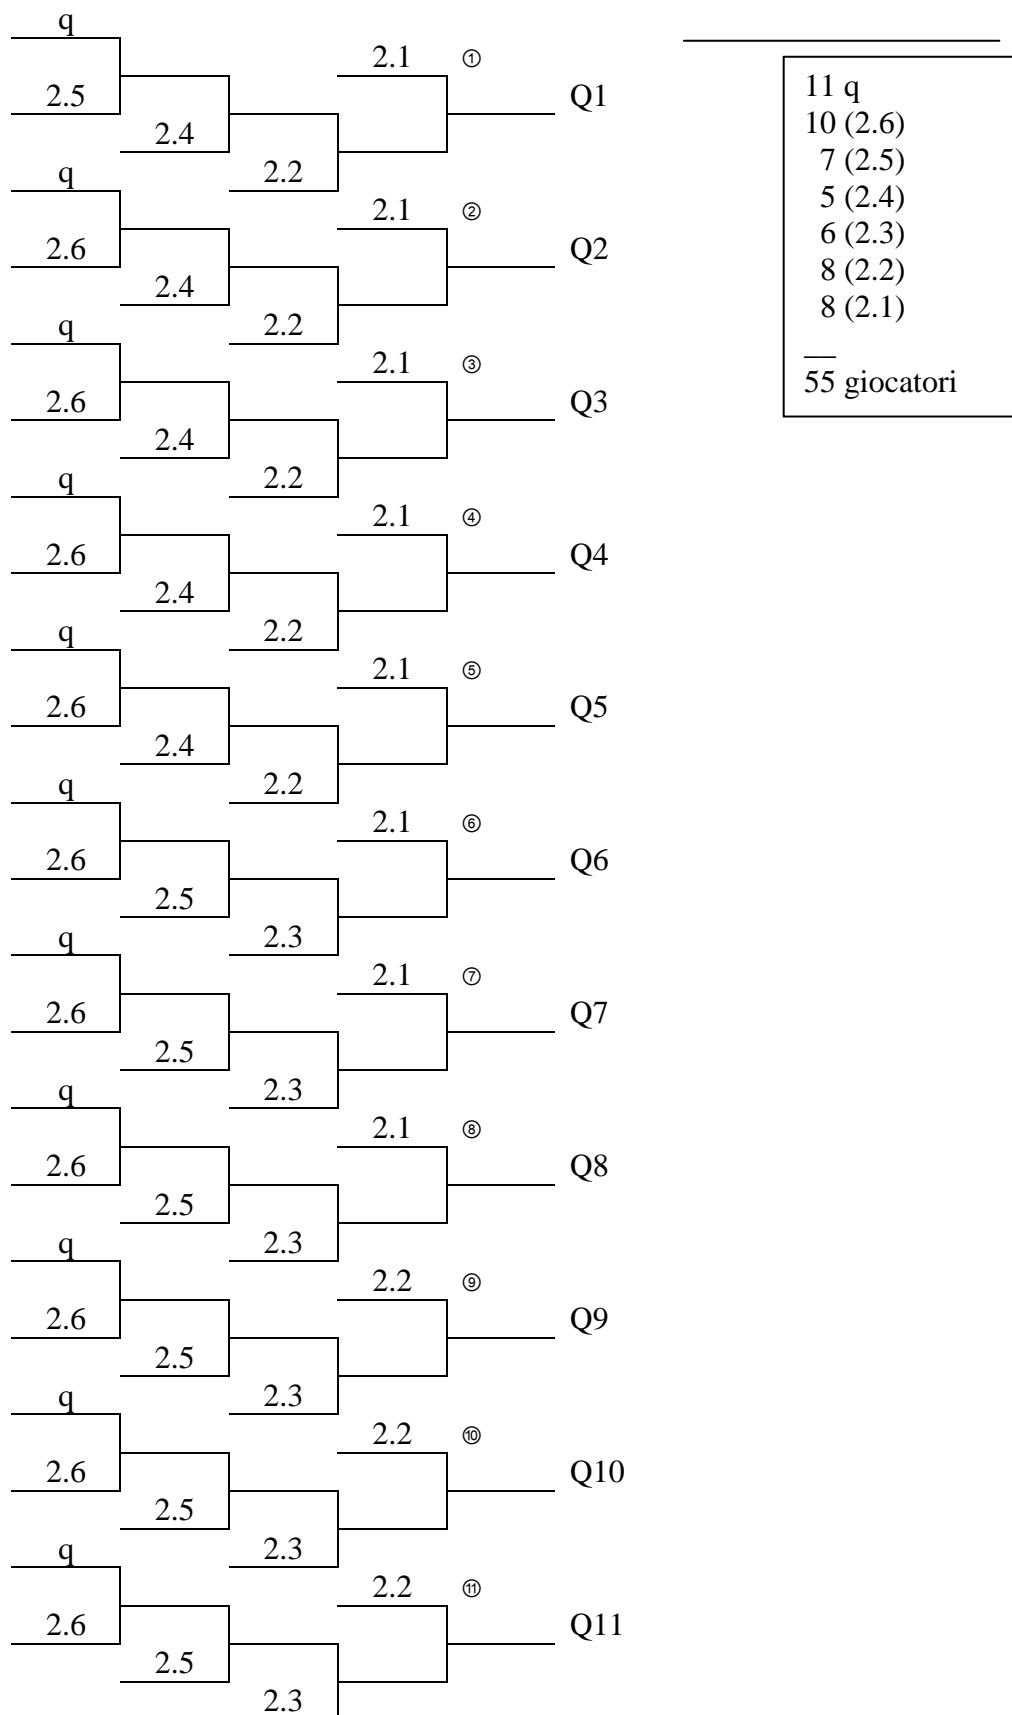 q
2.1 ①
2.5
Q1
2.4
2.2
q
2.1 ②
2.6
Q2
2.4
2.2
q
2.1 ③
2.6
Q3
2.4
2.2
q
2.1 ④
2.6
Q4
2.4
2.2
q
2.1 ⑤
2.6
Q5
2.4
2.2
q
2.1 ⑥
2.6
Q6
2.5
2.3
q
2.1 ⑦
2.6
Q7
2.5
2.3
q
2.1 ⑧
2.6
Q8
2.5
2.3
q
2.2 ⑨
2.6
Q9
2.5
2.3
q
2.2 ⑩
2.6
Q10
2.5
2.3
q
2.2 ⑪
2.6
Q11
2.5
2.3
11 q
10 (2.6)
7 (2.5)
5 (2.4)
6 (2.3)
8 (2.2)
8 (2.1)
55 giocatori